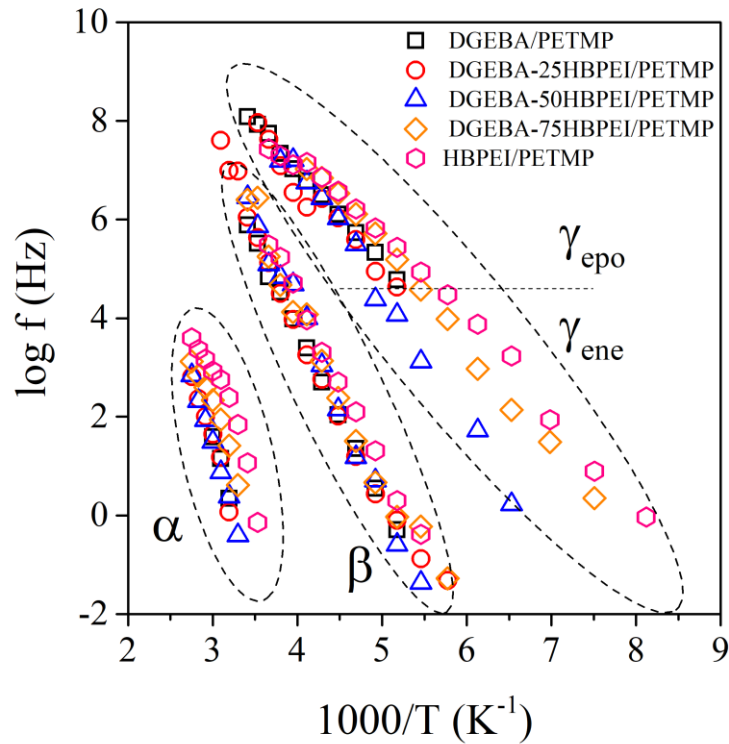 10
8
6
4
2
0
-2
log f (Hz)
DGEBA/PETMP
DGEBA-25HBPEI/PETMP
DGEBA-50HBPEI/PETMP
DGEBA-75HBPEI/PETMP
HBPEI/PETMP
γepo
γene
α
β
2 3 4 5 6 7 8 9
1000/T (K⁻¹)